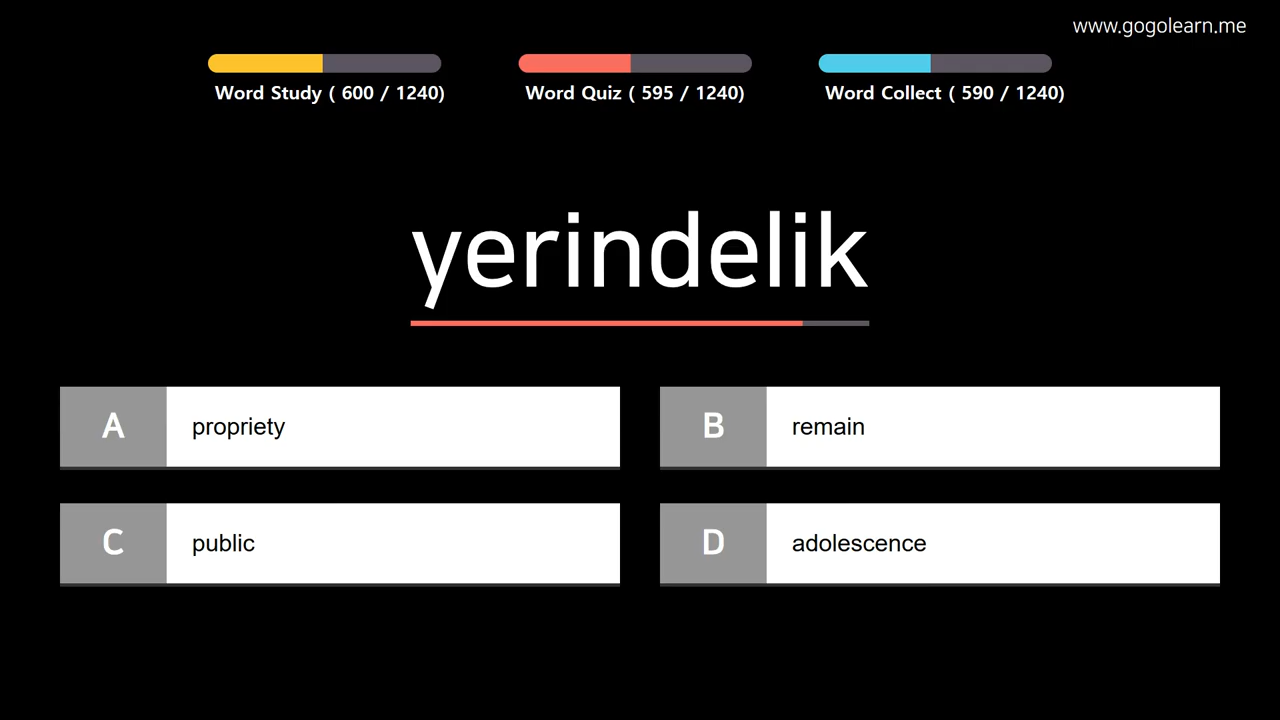 www.gogolearn.me
Word Study ( 600 / 1240)
Word Quiz ( 595 / 1240)
Word Collect ( 590 / 1240)
yerindelik
A propriety
B remain
C public
D adolescence